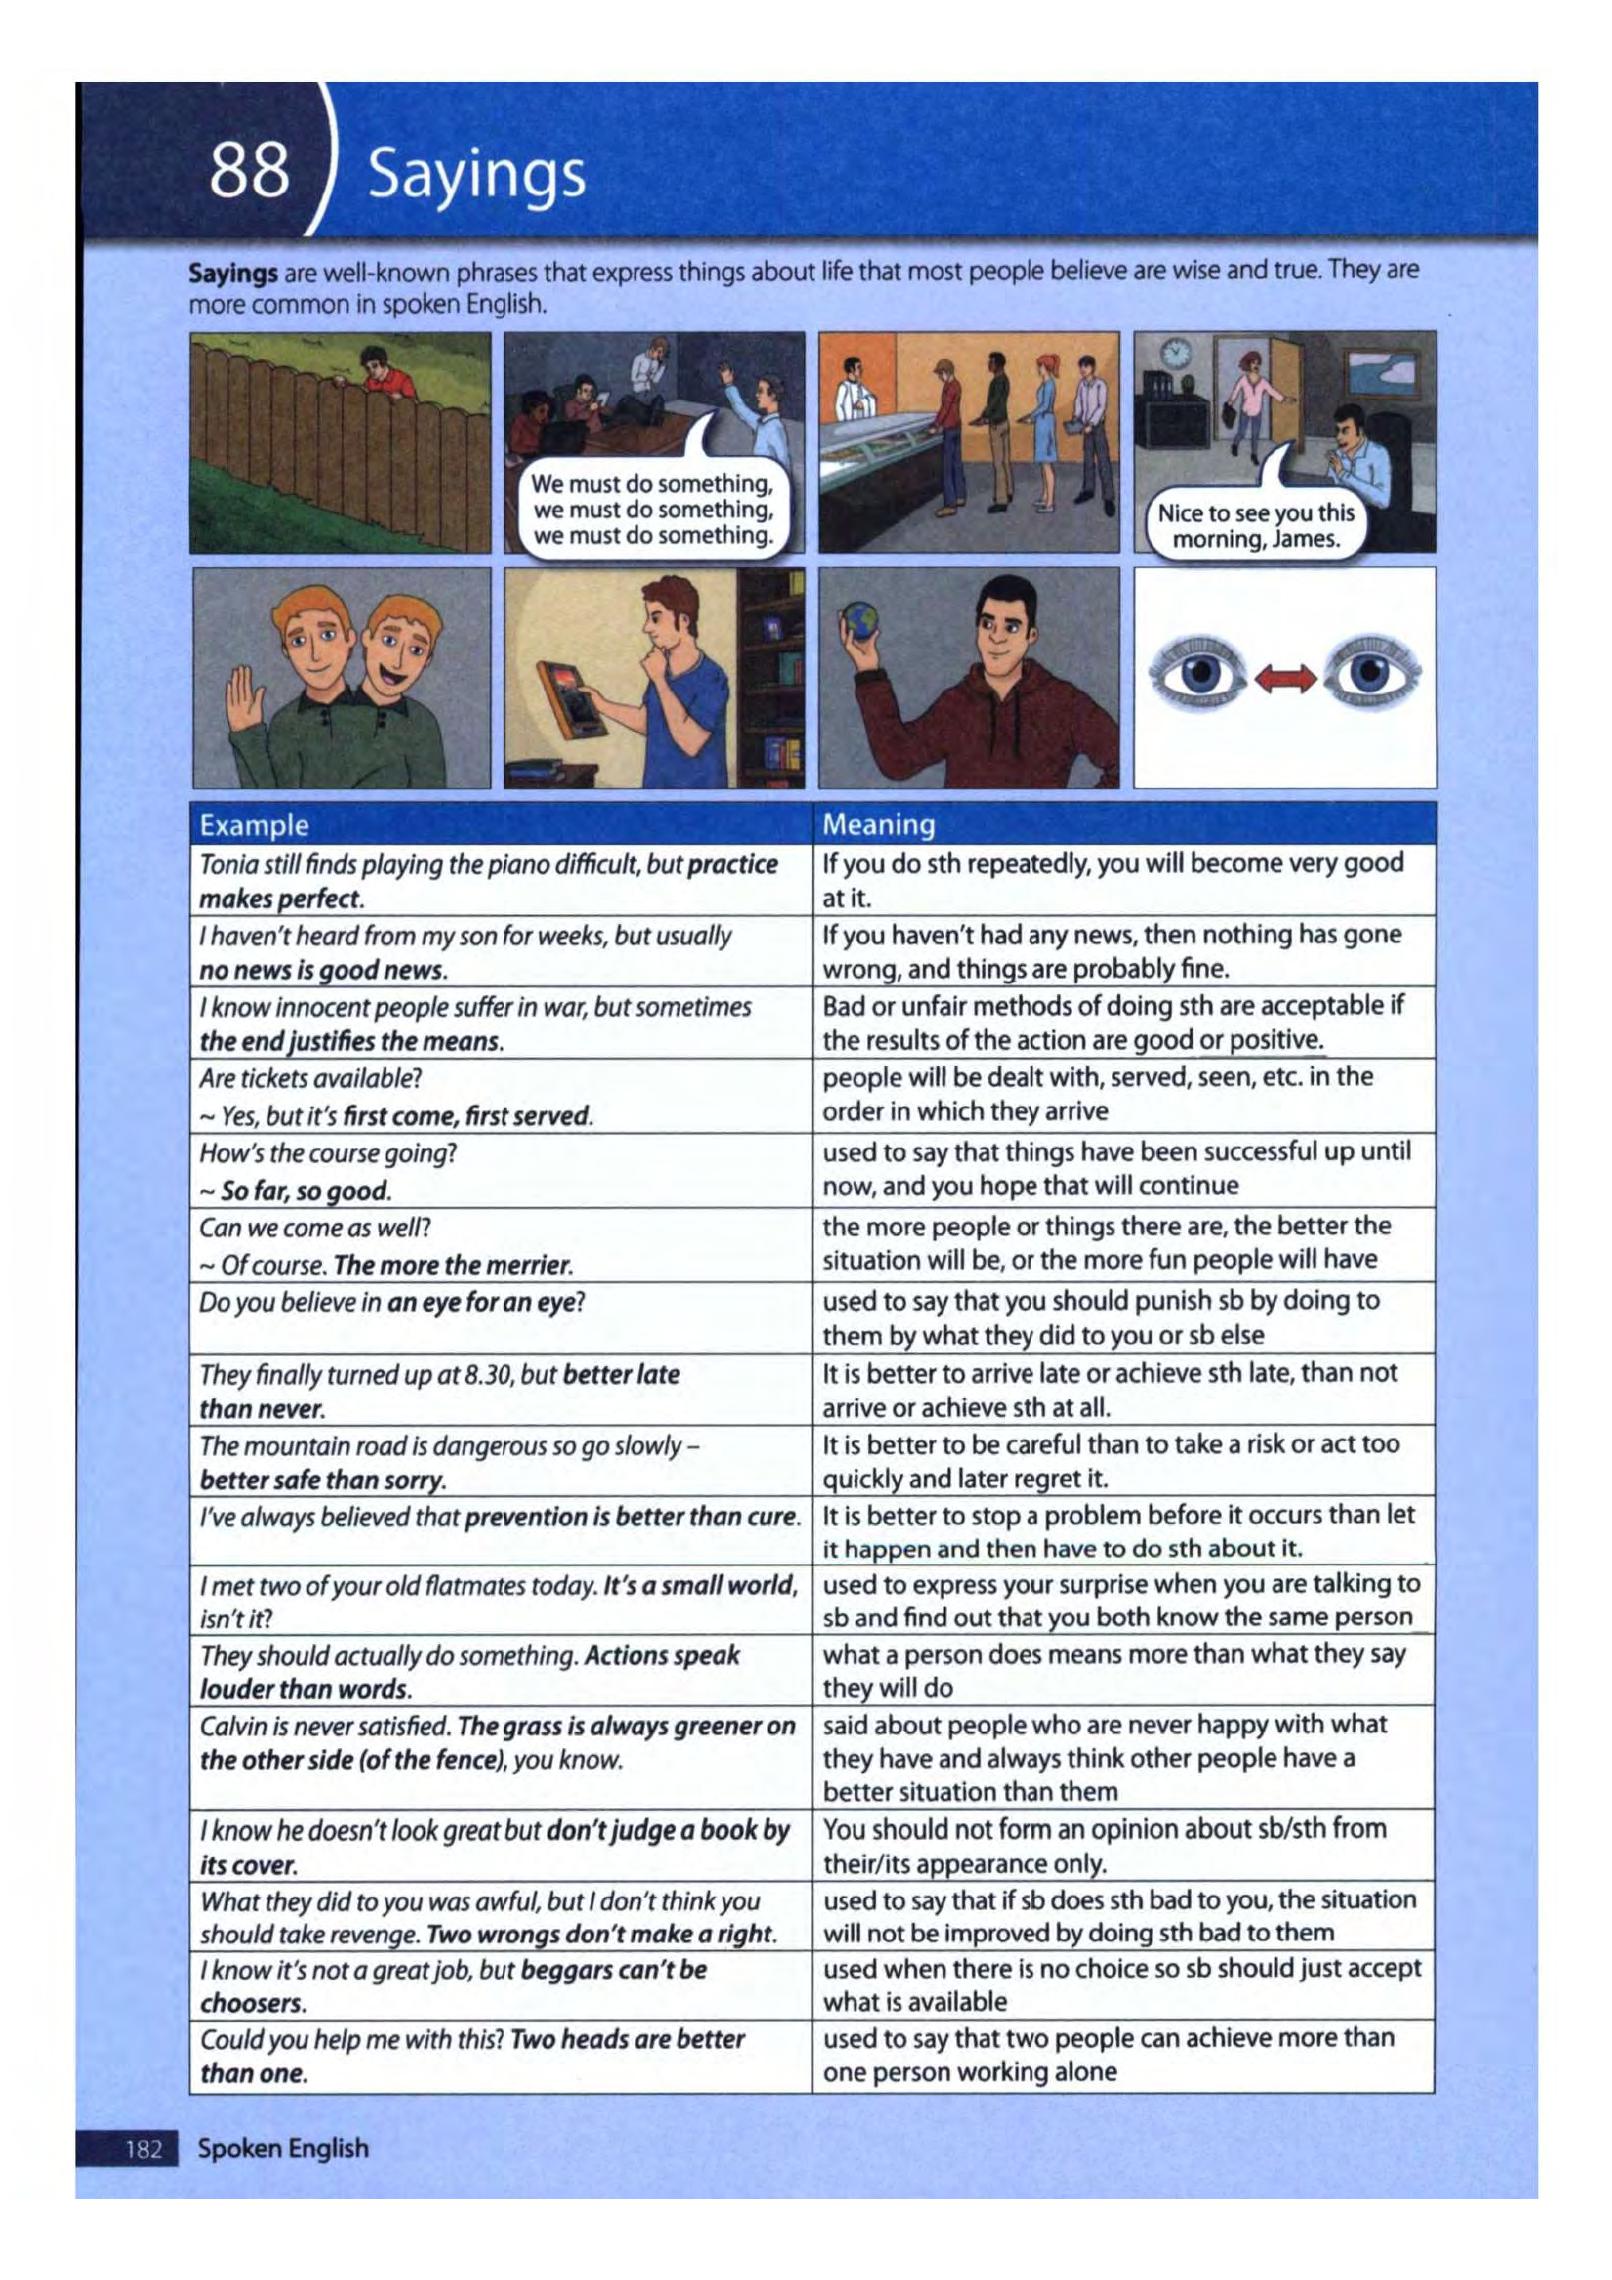 88
Sayings
Sayings are well-known phrases that express things about life that most people believe are wise and true. They are
more common in spoken English.
We must do something,
we must do something,
we must do something.
Nice to see you this
morning, James.
Example
Meaning
Tonia still finds playing the piano difficult, but practice
makes perfect.
If you do sth repeatedly, you will become very good
at it.
I haven't heard from my son for weeks, but usually
no news is good news.
If you haven't had any news, then nothing has gone
wrong, and things are probably fine.
I know innocent people suffer in war, but sometimes
the end justifies the means.
Bad or unfair methods of doing sth are acceptable if
the results of the action are good or positive.
Are tickets available?
~ Yes, but it's first come, first served.
people will be dealt with, served, seen, etc. in the
order in which they arrive
How's the course going?
~ So far, so good.
used to say that things have been successful up until
now, and you hope that will continue
Can we come as well?
~ Of course. The more the merrier.
the more people or things there are, the better the
situation will be, or the more fun people will have
Do you believe in an eye for an eye?
used to say that you should punish sb by doing to
them by what they did to you or sb else
They finally turned up at 8.30, but better late
than never.
It is better to arrive late or achieve sth late, than not
arrive or achieve sth at all.
The mountain road is dangerous so go slowly –
better safe than sorry.
It is better to be careful than to take a risk or act too
quickly and later regret it.
I've always believed that prevention is better than cure.
It is better to stop a problem before it occurs than let
it happen and then have to do sth about it.
I met two of your old flatmates today. It's a small world,
isn't it?
used to express your surprise when you are talking to
sb and find out that you both know the same person
They should actually do something. Actions speak
louder than words.
what a person does means more than what they say
they will do
Calvin is never satisfied. The grass is always greener on
the other side (of the fence), you know.
said about people who are never happy with what
they have and always think other people have a
better situation than them
I know he doesn't look great but don't judge a book by
its cover.
You should not form an opinion about sb/sth from
their/its appearance only.
What they did to you was awful, but I don't think you
should take revenge. Two wrongs don't make a right.
used to say that if sb does sth bad to you, the situation
will not be improved by doing sth bad to them
I know it's not a great job, but beggars can't be
choosers.
used when there is no choice so sb should just accept
what is available
Could you help me with this? Two heads are better
than one.
used to say that two people can achieve more than
one person working alone
182
Spoken English